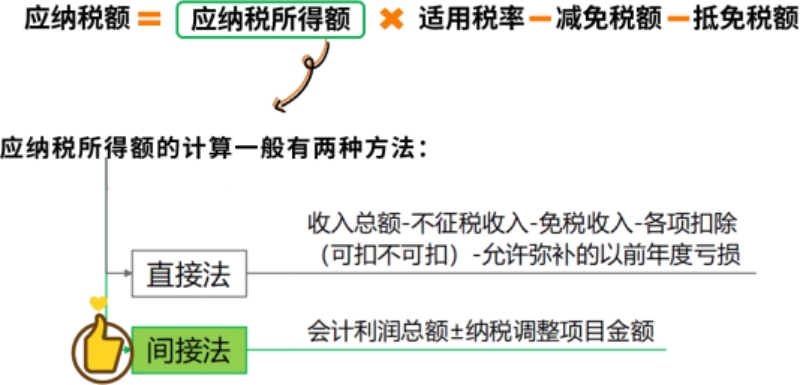 应纳税额=应纳税所得额×适用税率-减免税额-抵免税额
应纳税所得额的计算一般有两种方法：
收入总额-不征税收入-免税收入-各项扣除
（可扣不可扣）-允许弥补的以前年度亏损
直接法
会计利润总额±纳税调整项目金额
间接法